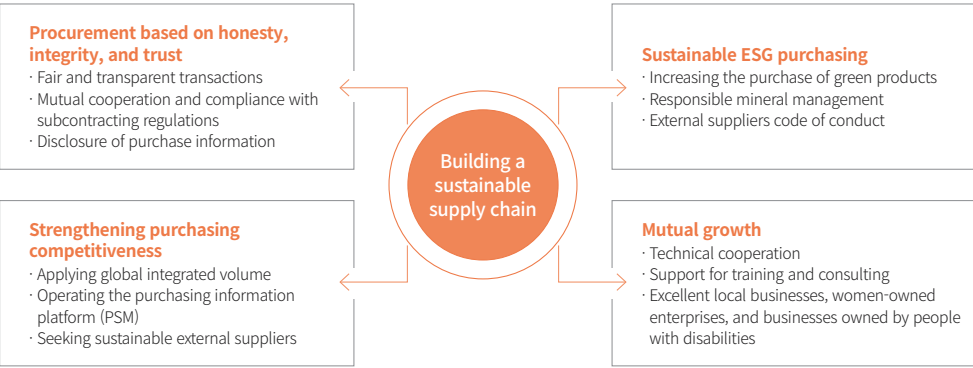 Procurement based on honesty,
integrity, and trust
· Fair and transparent transactions
· Mutual cooperation and compliance with
subcontracting regulations
· Disclosure of purchase information
Sustainable ESG purchasing
· Increasing the purchase of green products
· Responsible mineral management
· External suppliers code of conduct
Building a
sustainable
supply chain
Strengthening purchasing
competitiveness
· Applying global integrated volume
· Operating the purchasing information
platform (PSM)
· Seeking sustainable external suppliers
Mutual growth
· Technical cooperation
· Support for training and consulting
· Excellent local businesses, women-owned
enterprises, and businesses owned by people
with disabilities